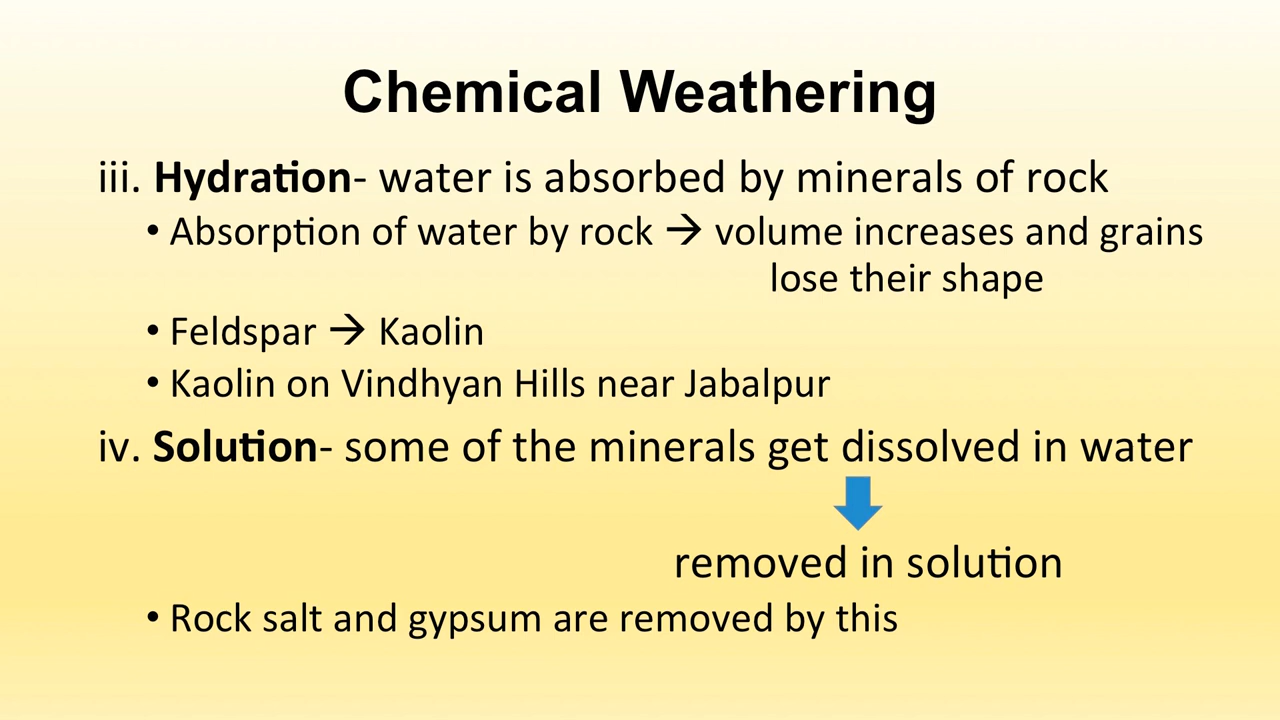 Chemical Weathering
iii. Hydration- water is absorbed by minerals of rock
• Absorption of water by rock → volume increases and grains
lose their shape
• Feldspar → Kaolin
• Kaolin on Vindhyan Hills near Jabalpur
iv. Solution- some of the minerals get dissolved in water
removed in solution
• Rock salt and gypsum are removed by this